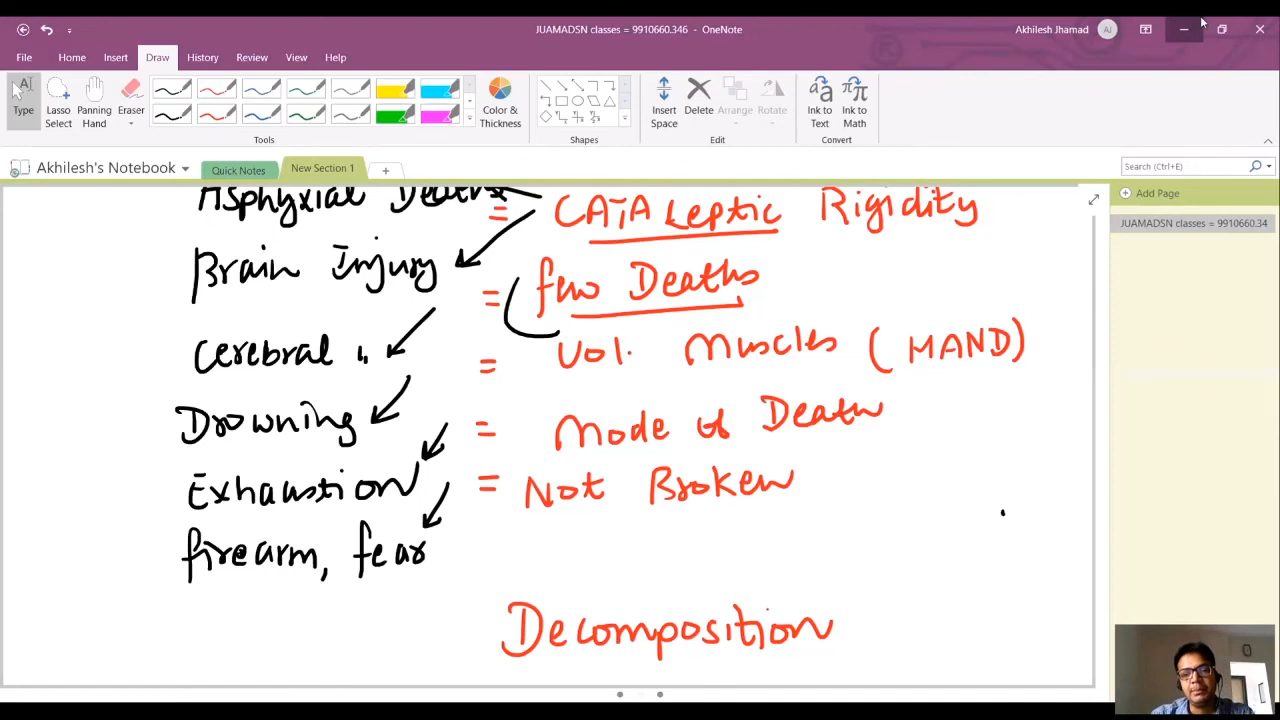 JUAMADSN classes = 9910660.346 - OneNote
Akhilesh Jhamad AJ
File Home Insert Draw History Review View Help
Type
Lasso Select
Panning Hand
Eraser
Color & Thickness
Insert Space
Delete
Arrange
Rotate
Ink to Text
Ink to Math
Tools
Shapes
Edit
Convert
Akhilesh's Notebook
Quick Notes
New Section 1
+
Search (Ctrl+E)
Add Page
JUAMADSN classes = 9910660.34
Asphyxial Deaths = CATALeptic Rigidity
Brain Injury
= few Deaths
Cerebral "
= Vol. Muscles (HAND)
Drowning
= Mode of Death
Exhaustion = Not Broken
firearm, fear
Decomposition